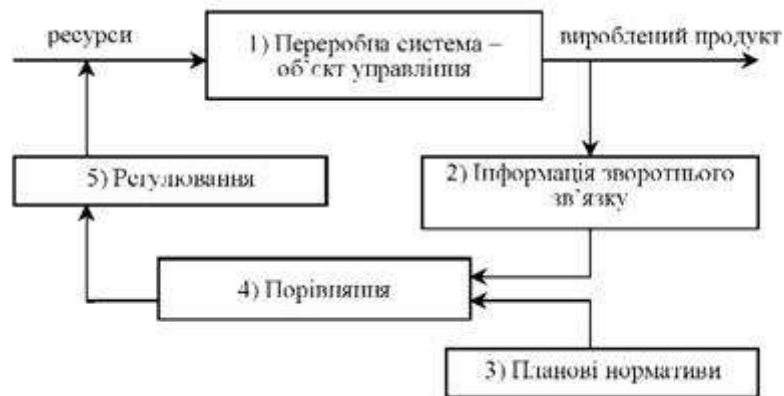 ресурси
1) Переробна система –
об'єкт управління
вироблений продукт
5) Регулювання
2) Інформація зворотнього
зв'язку
4) Порівняння
3) Планові нормативи